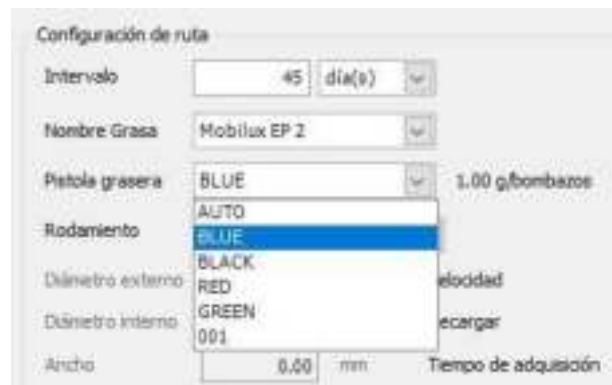 Configuración de ruta
Intervalo 45 día(s)
Nombre Grasa Mobilux EP 2
Pistola grasera BLUE 1.00 g/bombazos
AUTO
Rodamiento BLUE
BLACK
Diámetro externo RED elocidad
GREEN
Diámetro interno ecargar
001
Ancho 0.00 mm Tiempo de adquisición